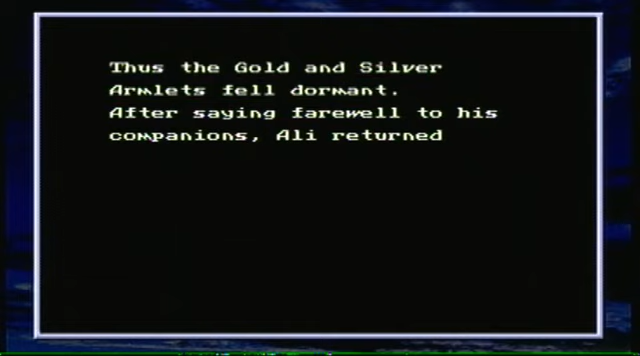 Thus the Gold and Silver
Armlets fell dormant.
After saying farewell to his
companions, Ali returned